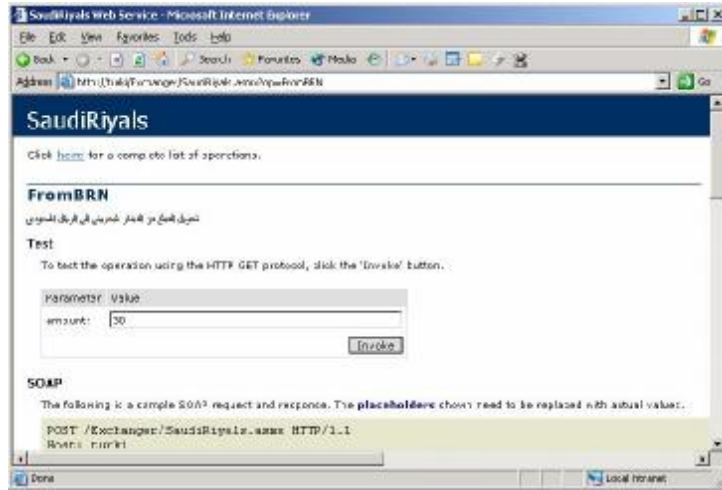 SaudiRiyals Web Service - Microsoft Internet Explorer
File Edit View Favorites Tools Help
Back Search Favorites Media
Address Go
SaudiRiyals
Click here for a complete list of operations.
FromBRN
Test
To test the operation using the HTTP GET protocol, click the 'Invoke' button.
Parameter Value
amount: 30
Invoke
SOAP
The following is a sample SOAP request and response. The placeholders shown need to be replaced with actual values.
POST /Exchanger/SaudiRiyals.asmx HTTP/1.1
Host: turki
Done Local intranet